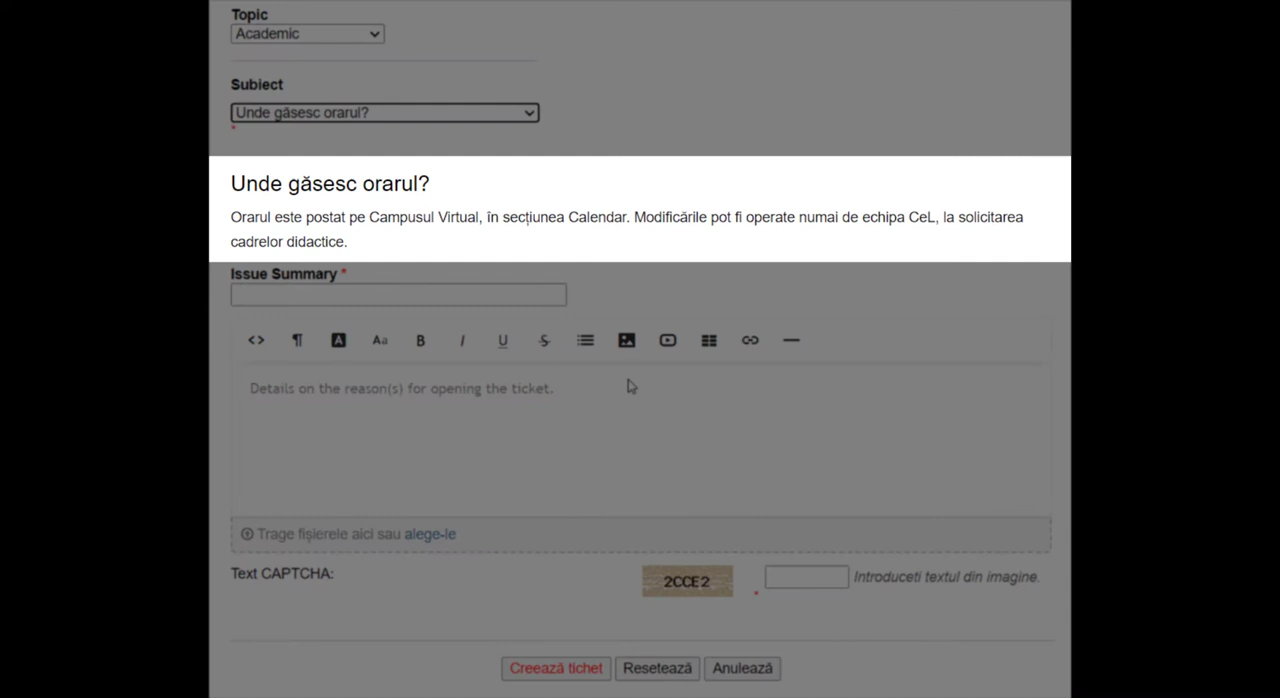 Topic
Academic
Subiect
Unde găsesc orarul?
*
Unde găsesc orarul?
Orarul este postat pe Campusul Virtual, în secțiunea Calendar. Modificările pot fi operate numai de echipa CeL, la solicitarea
cadrelor didactice.
Issue Summary *
<> ¶ A Aa B I U S
Details on the reason(s) for opening the ticket.
Trage fișierele aici sau alege-le
Text CAPTCHA: 2CCE2 * Introduceti textul din imagine.
Creează tichet Resetează Anulează